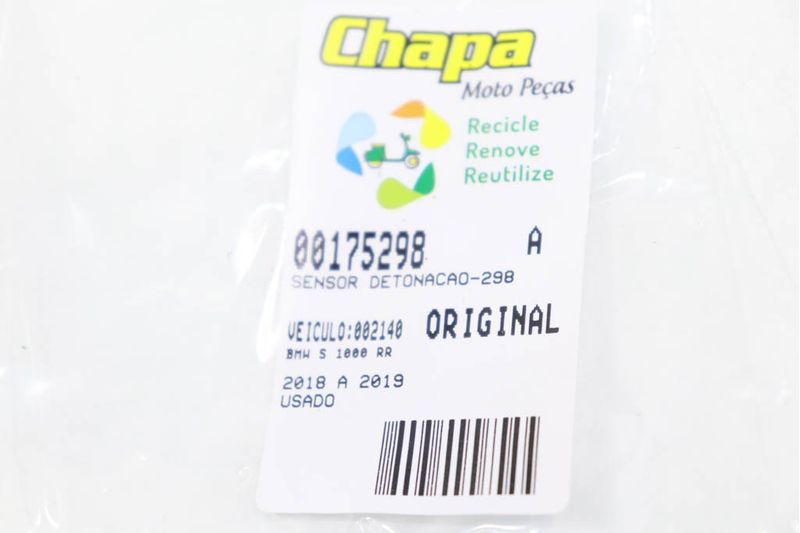 Chapa
Moto Peças
Recicle
Renove
Reutilize
00175298 A
SENSOR DETONACAO-298
VEICULO:002140 ORIGINAL
BMW S 1000 RR
2018 A 2019
USADO